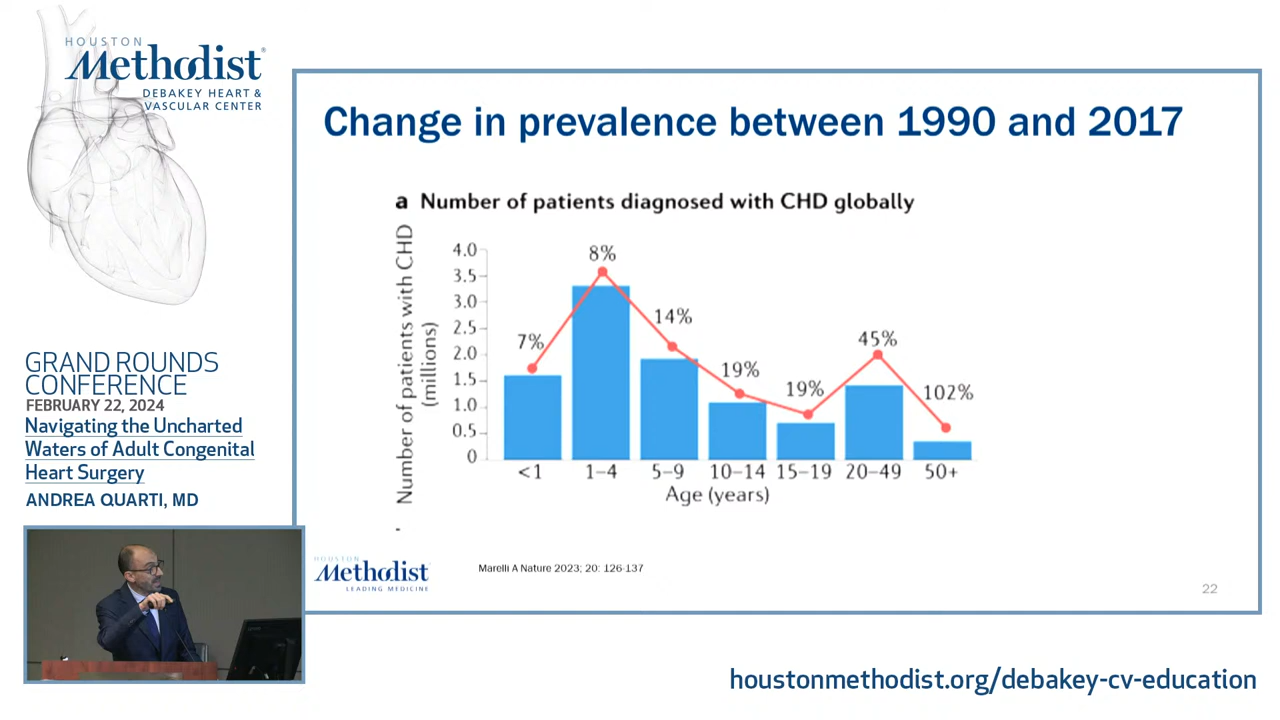 HOUSTON
Methodist
DEBAKEY HEART &
VASCULAR CENTER
GRAND ROUNDS
CONFERENCE
FEBRUARY 22, 2024
Navigating the Uncharted
Waters of Adult Congenital
Heart Surgery
ANDREA QUARTI, MD
Change in prevalence between 1990 and 2017
a Number of patients diagnosed with CHD globally
Number of patients with CHD
(millions)
4.0
3.5
3.0
2.5
2.0
1.5
1.0
0.5
0
7%
8%
14%
19%
19%
45%
102%
<1 1–4 5–9 10–14 15–19 20–49 50+
Age (years)
HOUSTON
Methodist
LEADING MEDICINE
Marelli A Nature 2023; 20: 126-137
22
houstonmethodist.org/debakey-cv-education